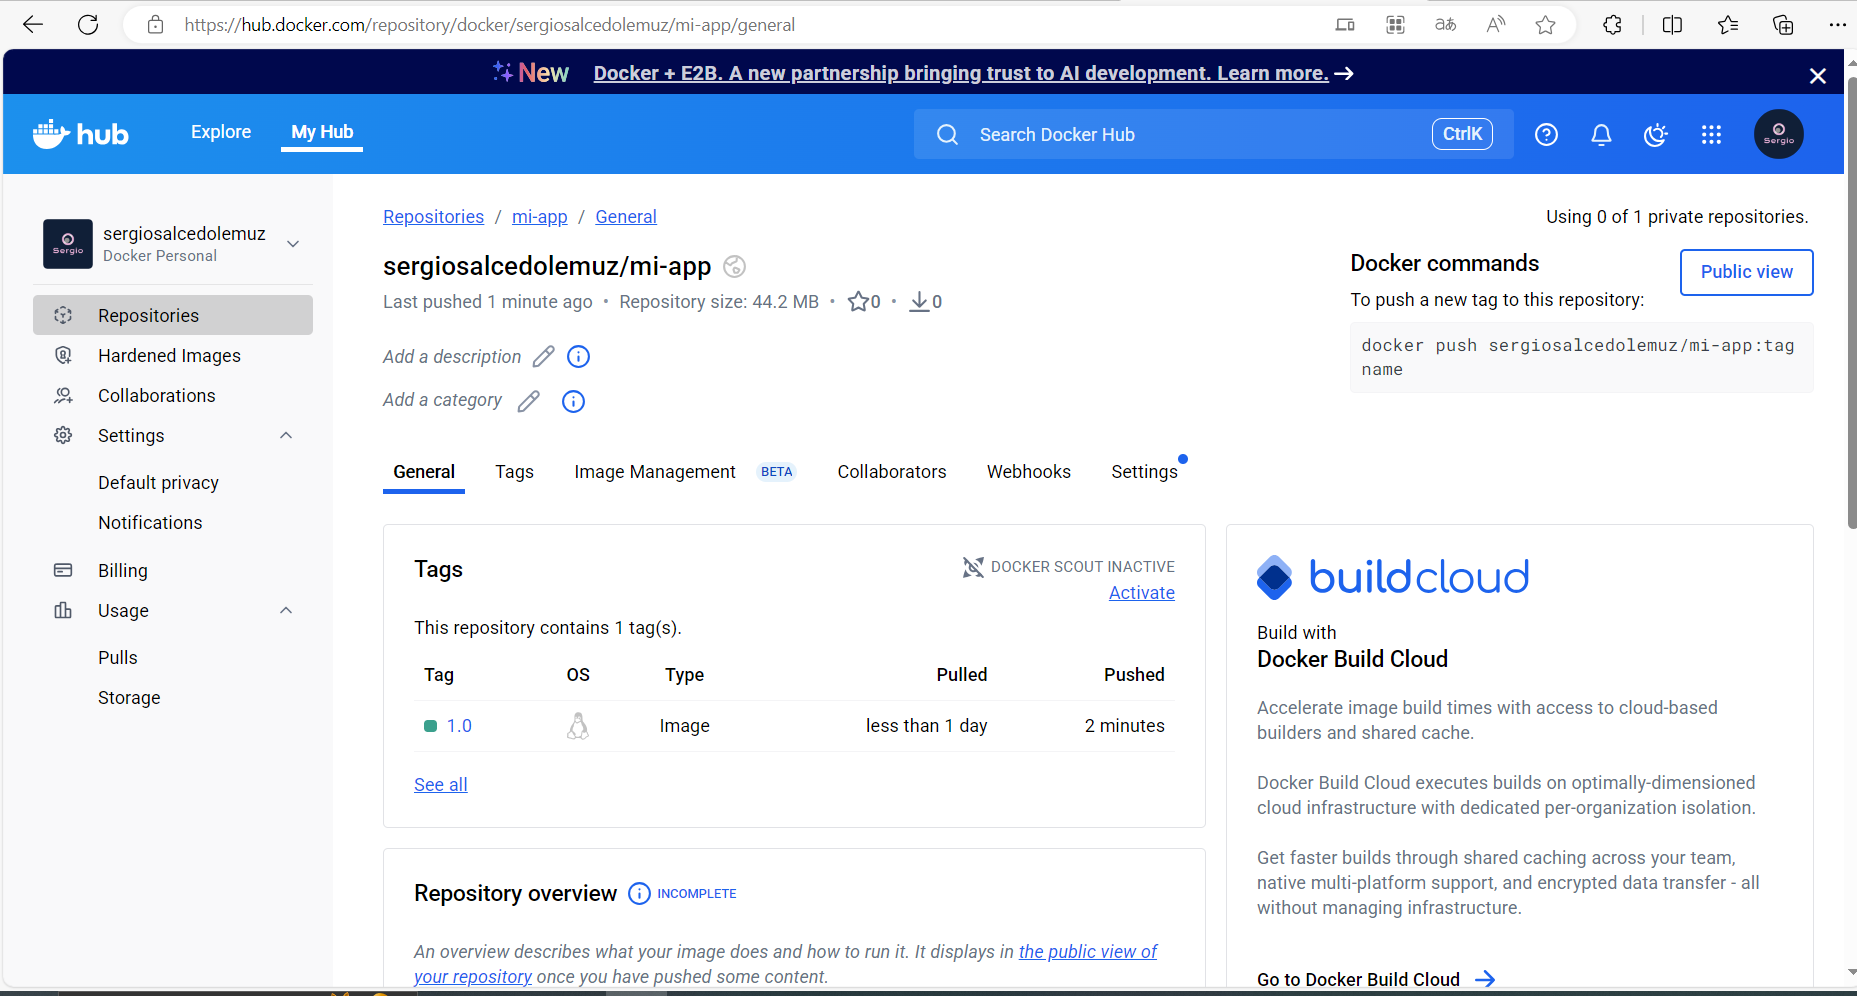 https://hub.docker.com/repository/docker/sergiosalcedolemuz/mi-app/general
New Docker + E2B. A new partnership bringing trust to AI development. Learn more. →
hub
Explore
My Hub
Search Docker Hub
CtrlK
Sergio
Sergio
sergiosalcedolemuz
Docker Personal
Repositories
Hardened Images
Collaborations
Settings
Default privacy
Notifications
Billing
Usage
Pulls
Storage
Repositories / mi-app / General
Using 0 of 1 private repositories.
sergiosalcedolemuz/mi-app
Last pushed 1 minute ago • Repository size: 44.2 MB • 0 • 0
Add a description
Add a category
Docker commands
Public view
To push a new tag to this repository:
docker push sergiosalcedolemuz/mi-app:tag
name
General
Tags
Image Management BETA
Collaborators
Webhooks
Settings
Tags
DOCKER SCOUT INACTIVE
Activate
This repository contains 1 tag(s).
Tag OS Type Pulled Pushed
1.0 Image less than 1 day 2 minutes
See all
Repository overview INCOMPLETE
An overview describes what your image does and how to run it. It displays in the public view of
your repository once you have pushed some content.
buildcloud
Build with
Docker Build Cloud
Accelerate image build times with access to cloud-based
builders and shared cache.
Docker Build Cloud executes builds on optimally-dimensioned
cloud infrastructure with dedicated per-organization isolation.
Get faster builds through shared caching across your team,
native multi-platform support, and encrypted data transfer - all
without managing infrastructure.
Go to Docker Build Cloud →